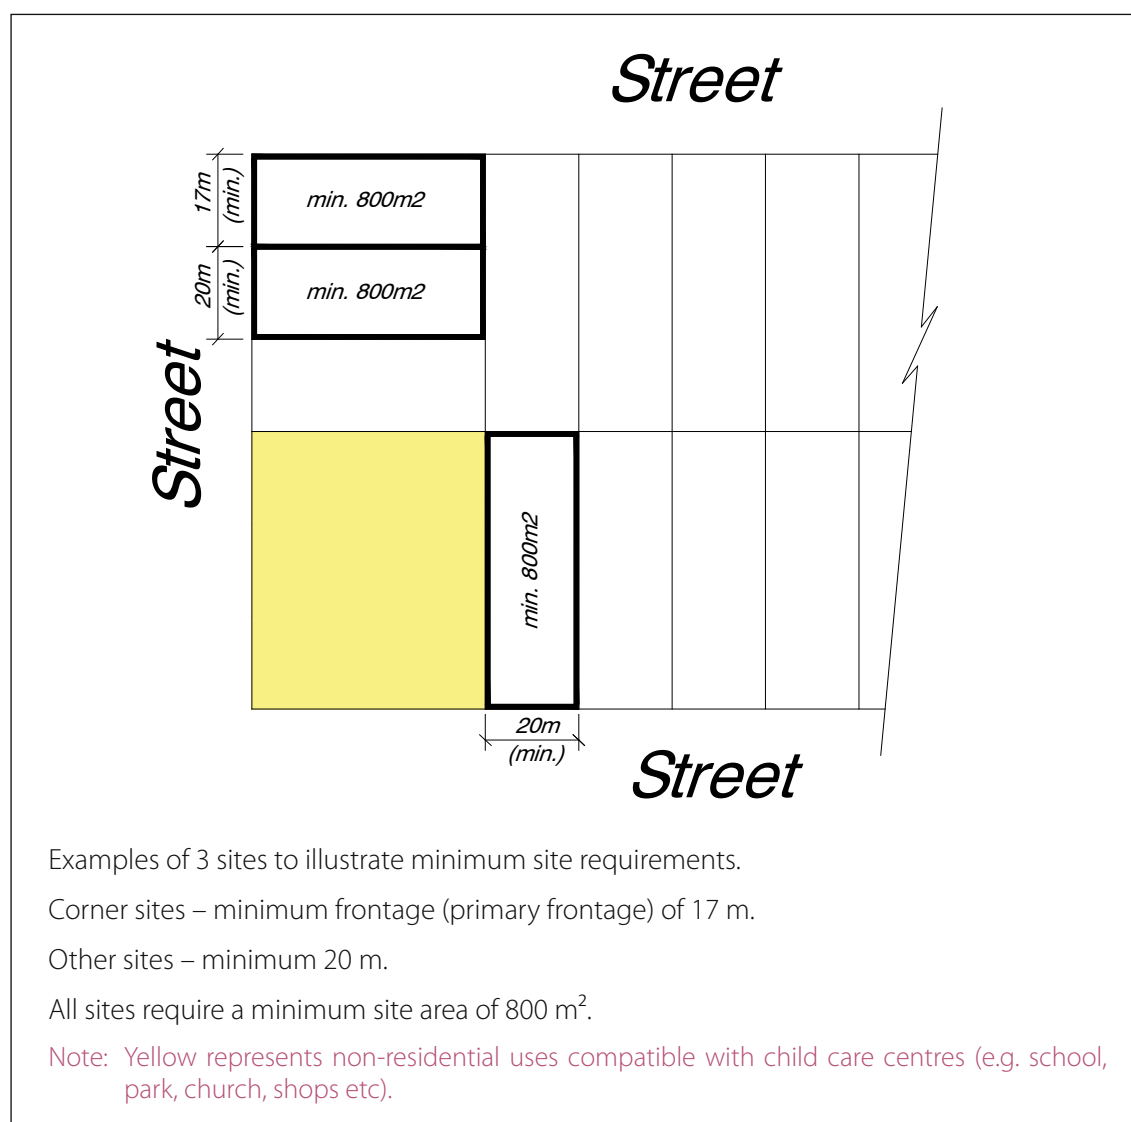 Street
17m
(min.)
min. 800m2
20m
(min.)
min. 800m2
Street
min. 800m2
20m
(min.)
Street
Examples of 3 sites to illustrate minimum site requirements.
Corner sites – minimum frontage (primary frontage) of 17 m.
Other sites – minimum 20 m.
All sites require a minimum site area of 800 m².
Note: Yellow represents non-residential uses compatible with child care centres (e.g. school,
park, church, shops etc).